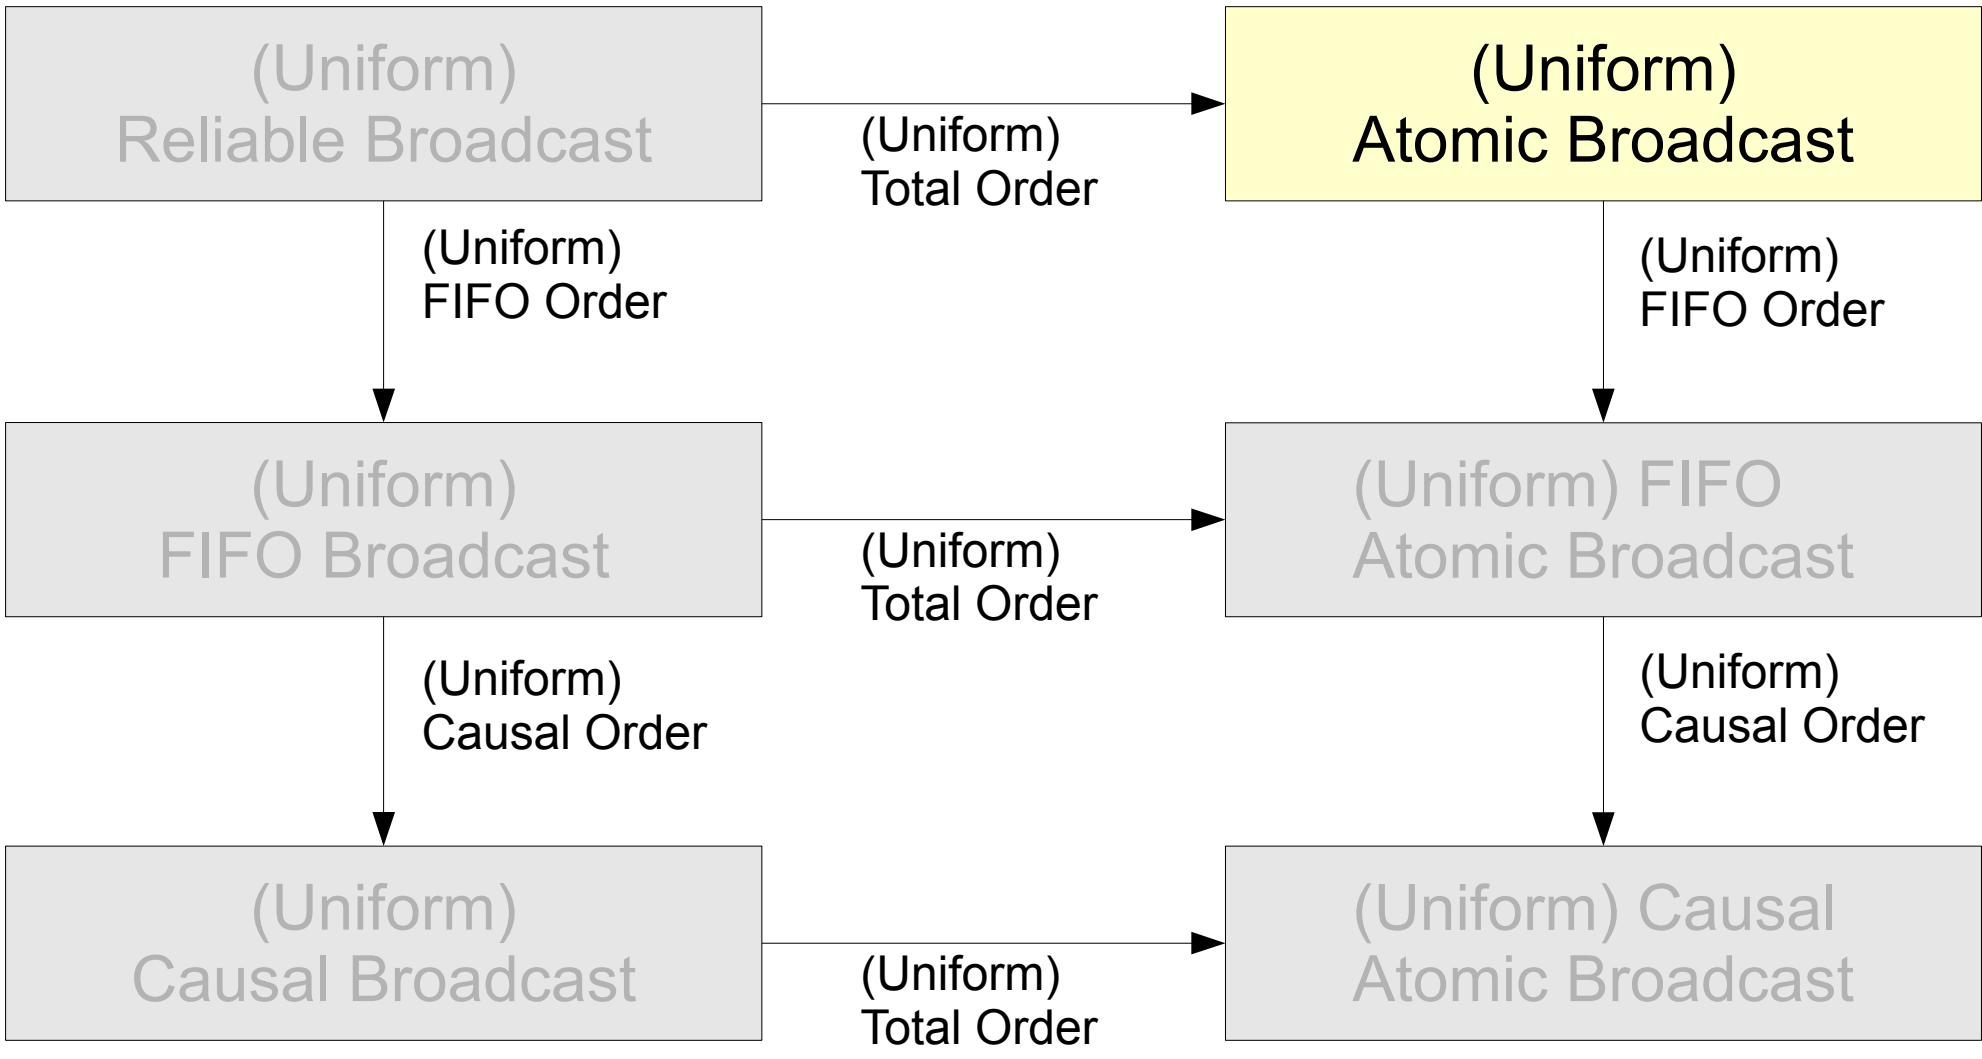 (Uniform)
Reliable Broadcast
(Uniform)
Total Order
(Uniform)
Atomic Broadcast
(Uniform)
FIFO Order
(Uniform)
FIFO Order
(Uniform)
FIFO Broadcast
(Uniform)
Total Order
(Uniform) FIFO
Atomic Broadcast
(Uniform)
Causal Order
(Uniform)
Causal Order
(Uniform)
Causal Broadcast
(Uniform)
Total Order
(Uniform) Causal
Atomic Broadcast